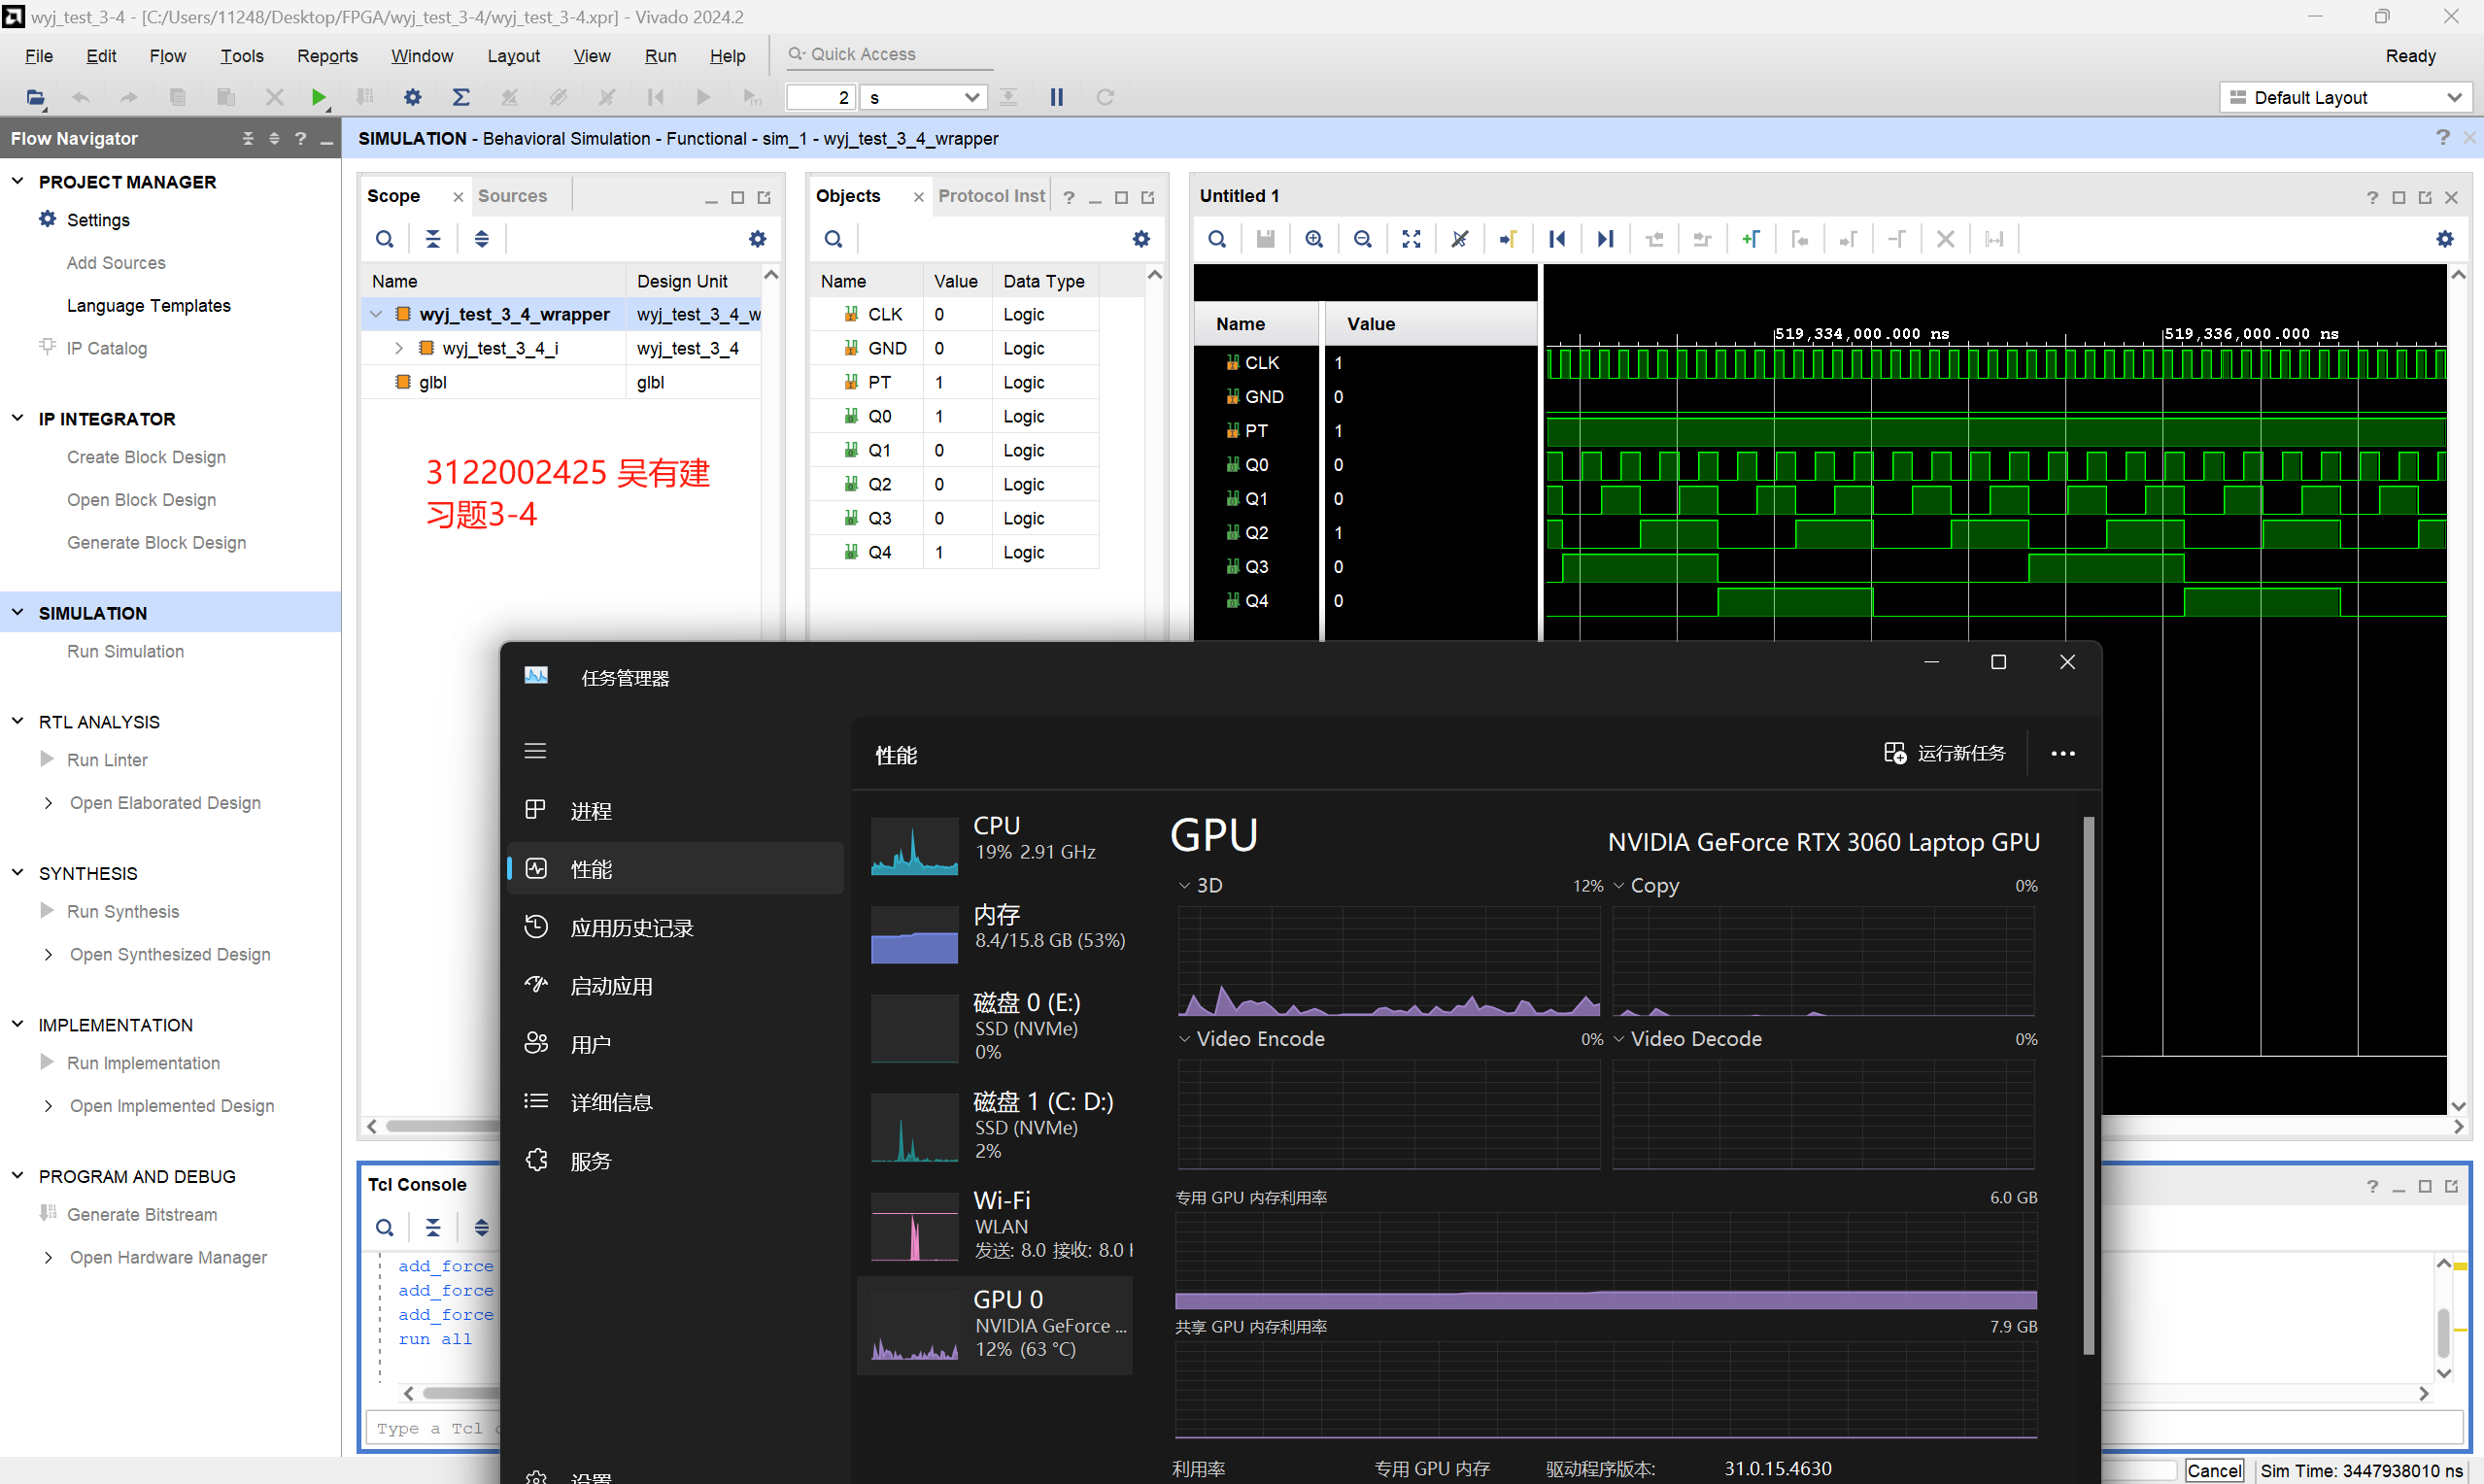 wyj_test_3-4 - [C:/Users/11248/Desktop/FPGA/wyj_test_3-4/wyj_test_3-4.xpr] - Vivado 2024.2
File Edit Flow Tools Reports Window Layout View Run Help Quick Access Ready
2 s Default Layout
Flow Navigator
SIMULATION - Behavioral Simulation - Functional - sim_1 - wyj_test_3_4_wrapper
PROJECT MANAGER
Settings
Add Sources
Language Templates
IP Catalog
IP INTEGRATOR
Create Block Design
Open Block Design
Generate Block Design
SIMULATION
Run Simulation
RTL ANALYSIS
Run Linter
Open Elaborated Design
SYNTHESIS
Run Synthesis
Open Synthesized Design
IMPLEMENTATION
Run Implementation
Open Implemented Design
PROGRAM AND DEBUG
Generate Bitstream
Open Hardware Manager
Scope Sources
Name Design Unit
wyj_test_3_4_wrapper wyj_test_3_4_w
wyj_test_3_4_i wyj_test_3_4
glbl glbl
3122002425 吴有建
习题3-4
Objects Protocol Inst
Name Value Data Type
CLK 0 Logic
GND 0 Logic
PT 1 Logic
Q0 1 Logic
Q1 0 Logic
Q2 0 Logic
Q3 0 Logic
Q4 1 Logic
Untitled 1
Name Value
519,334,000.000 ns 519,336,000.000 ns
CLK 1
GND 0
PT 1
Q0 0
Q1 0
Q2 1
Q3 0
Q4 0
Tcl Console
add_force
add_force
add_force
run all
Type a Tcl
任务管理器
进程
性能
应用历史记录
启动应用
用户
详细信息
服务
设置
性能
运行新任务
CPU
19% 2.91 GHz
内存
8.4/15.8 GB (53%)
磁盘 0 (E:)
SSD (NVMe)
0%
磁盘 1 (C: D:)
SSD (NVMe)
2%
Wi-Fi
WLAN
发送: 8.0 接收: 8.0
GPU 0
NVIDIA GeForce ...
12% (63 °C)
GPU NVIDIA GeForce RTX 3060 Laptop GPU
3D 12% Copy 0%
Video Encode 0% Video Decode 0%
专用 GPU 内存利用率 6.0 GB
共享 GPU 内存利用率 7.9 GB
利用率 专用 GPU 内存 驱动程序版本: 31.0.15.4630
Cancel Sim Time: 3447938010 ns